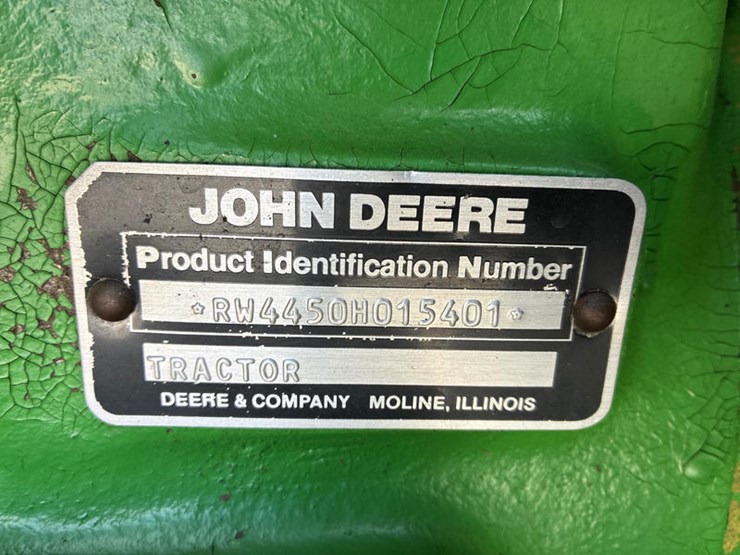 JOHN DEERE
Product Identification Number
*RW4450H015401*
TRACTOR
DEERE & COMPANY MOLINE, ILLINOIS